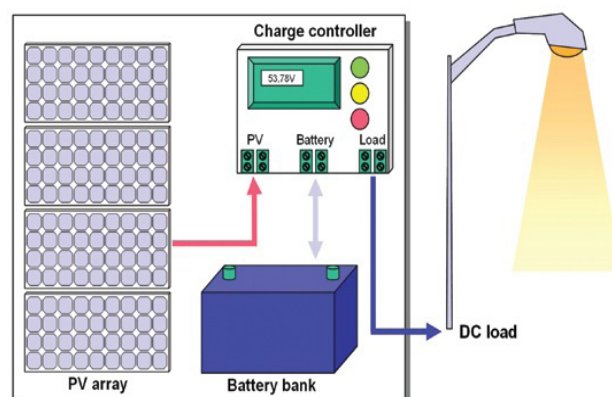 Charge controller
53,78V
PV
Battery
Load
DC load
PV array
Battery bank